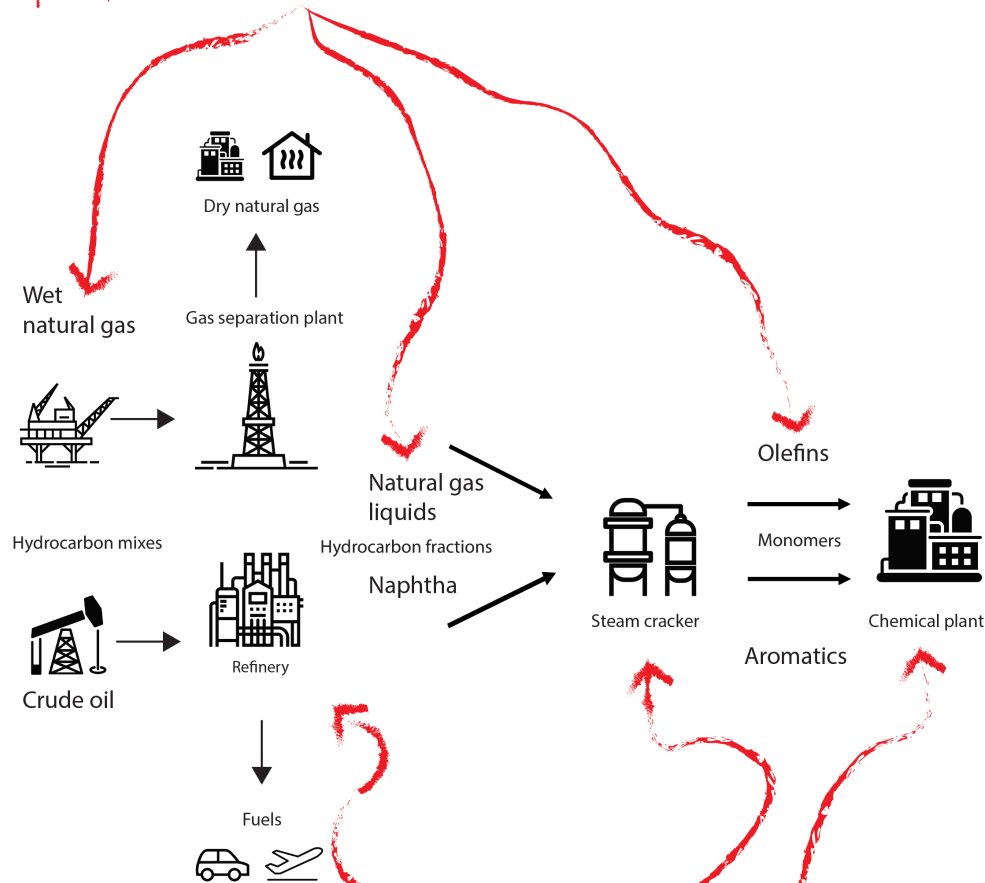 Dry natural gas
Wet
natural gas
Gas separation plant
Olefins
Natural gas
liquids
Hydrocarbon mixes
Hydrocarbon fractions
Monomers
Naphtha
Steam cracker
Chemical plant
Refinery
Aromatics
Crude oil
Fuels